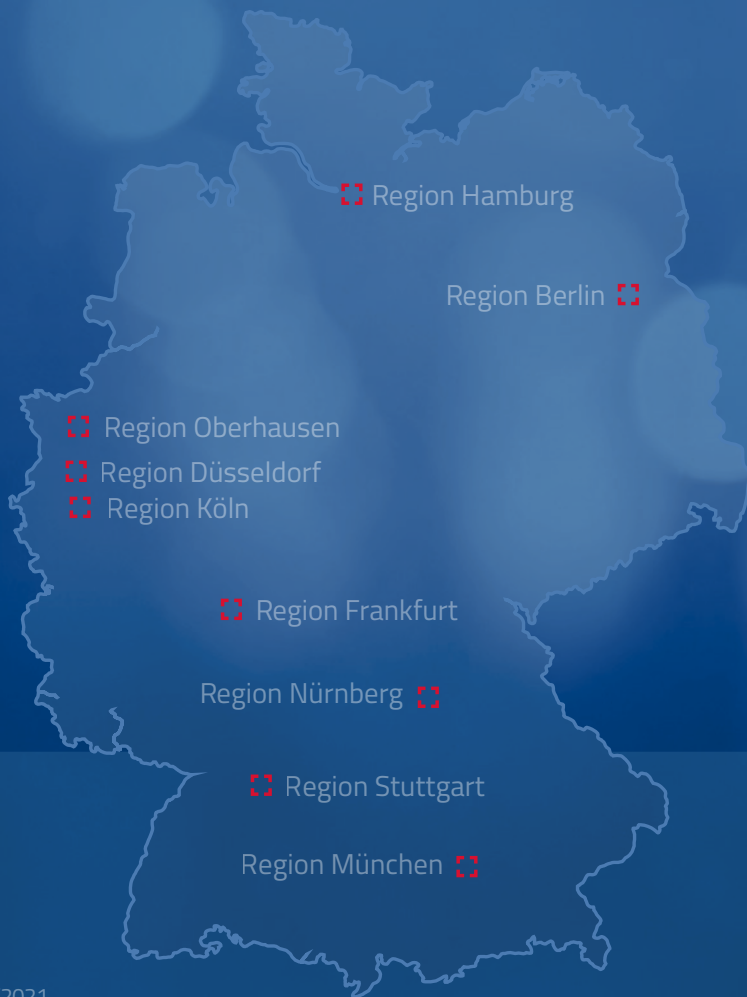 Region Hamburg
Region Berlin
Region Oberhausen
Region Düsseldorf
Region Köln
Region Frankfurt
Region Nürnberg
Region Stuttgart
Region München
2021